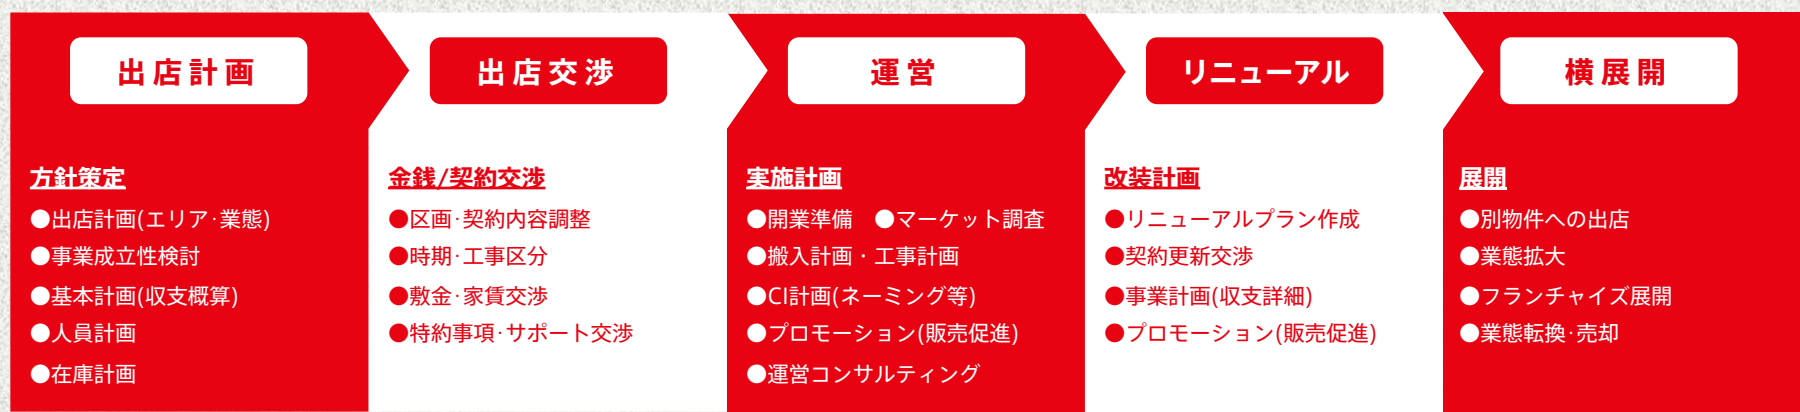 出店計画
方針策定
●出店計画(エリア·業態)
●事業成立性検討
●基本計画(収支概算)
●人員計画
●在庫計画
出店交渉
金銭/契約交渉
●区画·契約内容調整
●時期·工事区分
●敷金·家賃交渉
●特約事項·サポート交渉
運営
実施計画
●開業準備　●マーケット調査
●搬入計画・工事計画
●CI計画(ネーミング等)
●プロモーション(販売促進)
●運営コンサルティング
リニューアル
改装計画
●リニューアルプラン作成
●契約更新交渉
●事業計画(収支詳細)
●プロモーション(販売促進)
横展開
展開
●別物件への出店
●業態拡大
●フランチャイズ展開
●業態転換·売却